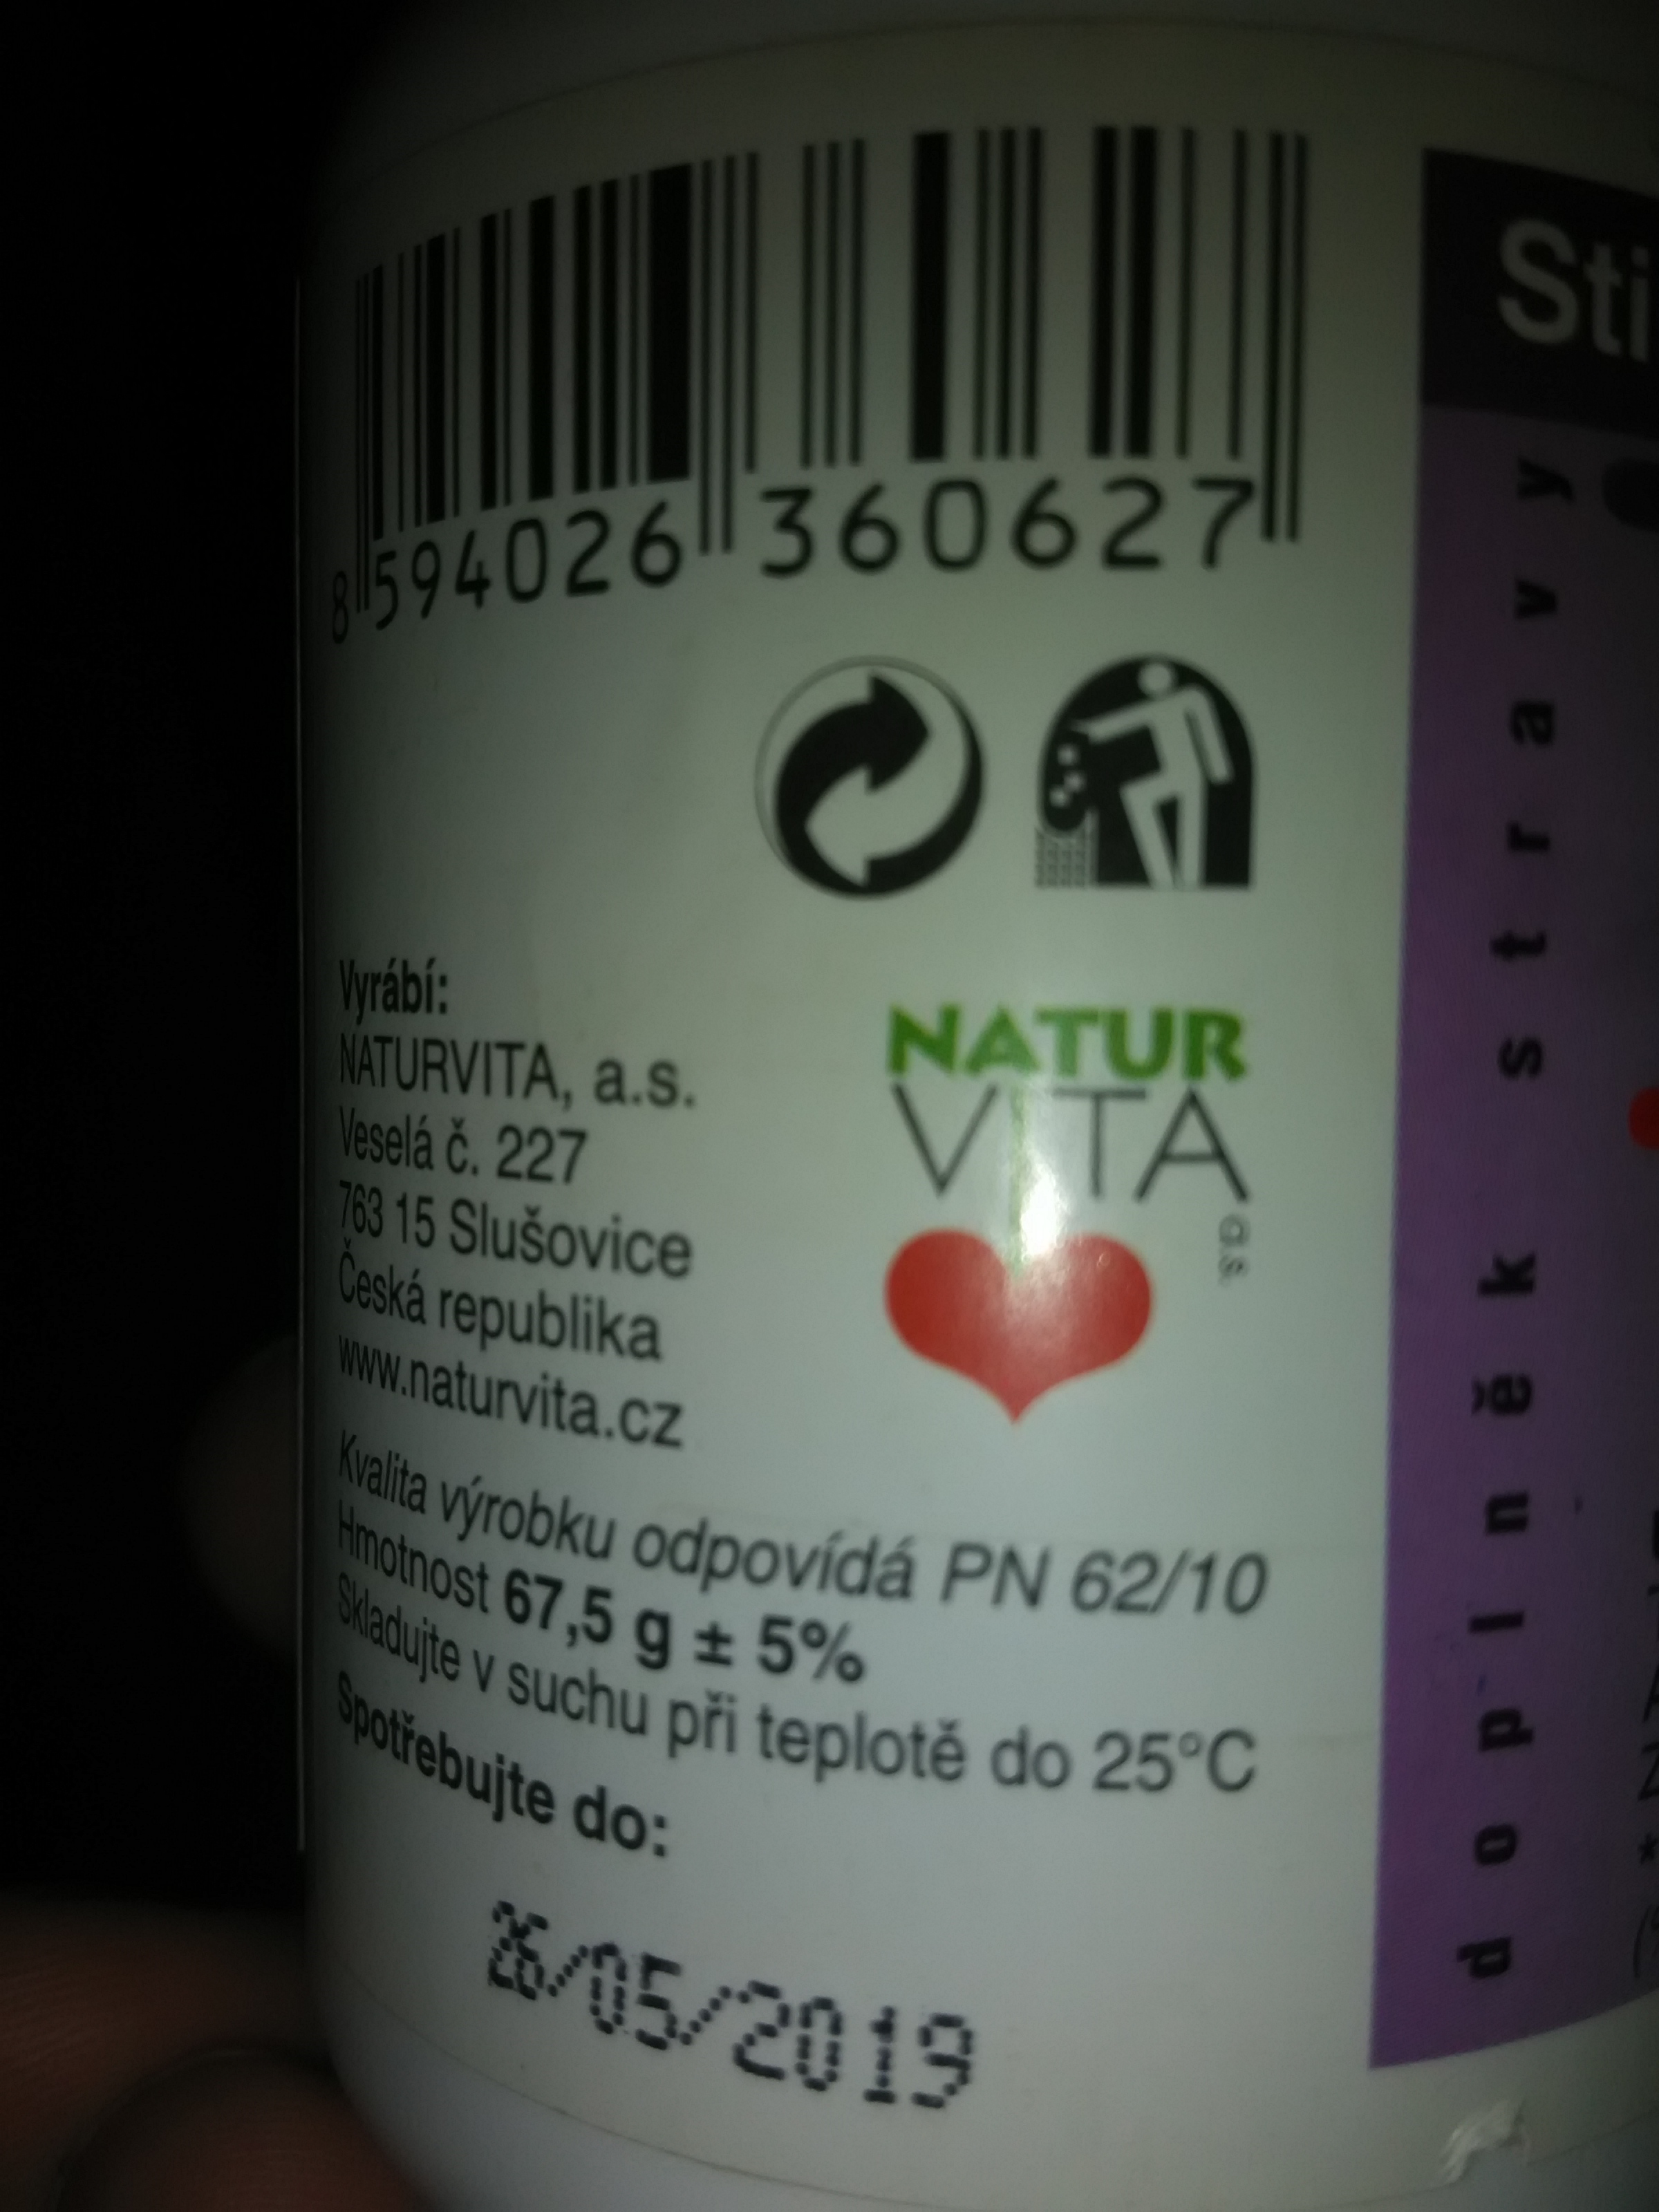 8 594026 360627
Vyrábí:
NATURVITA, a.s.
Veselá č. 227
763 15 Slušovice
Česká republika
www.naturvita.cz
NATUR
VITA
a.s.
Kvalita výrobku odpovídá PN 62/10
Hmotnost 67,5 g ± 5%
Skladujte v suchu při teplotě do 25°C
Spotřebujte do:
26/05/2019
Sti
doplněk stravy